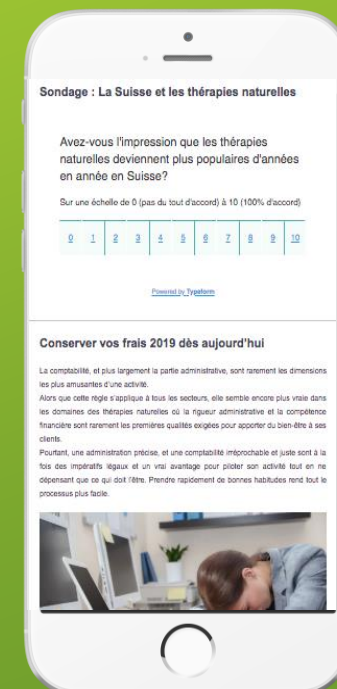 Sondage : La Suisse et les thérapies naturelles
Avez-vous l'impression que les thérapies
naturelles deviennent plus populaires d'années
en année en Suisse?
Sur une échelle de 0 (pas du tout d'accord) à 10 (100% d'accord)
0 1 2 3 4 5 6 7 8 9 10
Powered by Typeform
Conserver vos frais 2019 dès aujourd'hui
La comptabilité, et plus largement la partie administrative, sont rarement les dimensions
les plus amusantes d'une activité.
Alors que cette règle s'applique à tous les secteurs, elle semble encore plus vraie dans
les domaines des thérapies naturelles où la rigueur administrative et la compétence
financière sont rarement les premières qualités exigées pour apporter du bien-être à ses
clients.
Pourtant, une administration précise, et une comptabilité irréprochable et juste sont à la
fois des impératifs légaux et un vrai avantage pour piloter son activité tout en ne
dépensant que ce qui doit l'être. Prendre rapidement de bonnes habitudes rend tout le
processus plus facile.